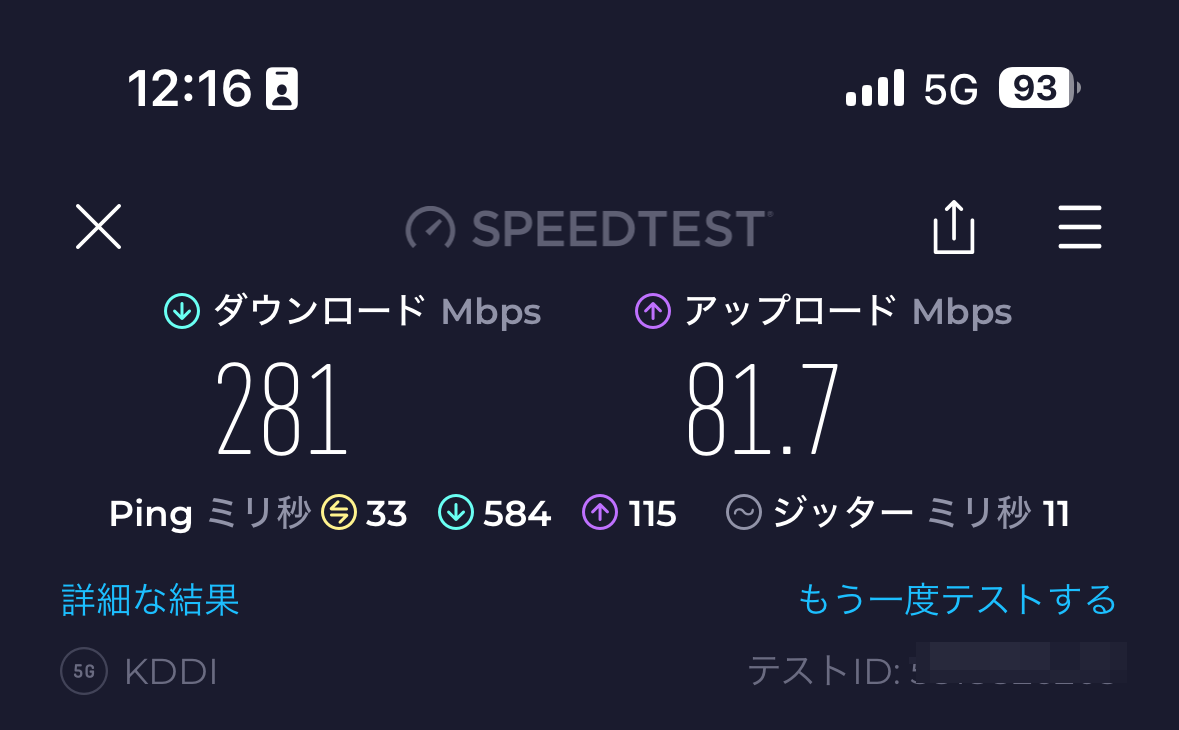 12:16 5G 93
SPEEDTEST
ダウンロード Mbps アップロード Mbps
281 81.7
Ping ミリ秒 33 584 115 ジッター ミリ秒 11
詳細な結果 もう一度テストする
5G KDDI テストID: